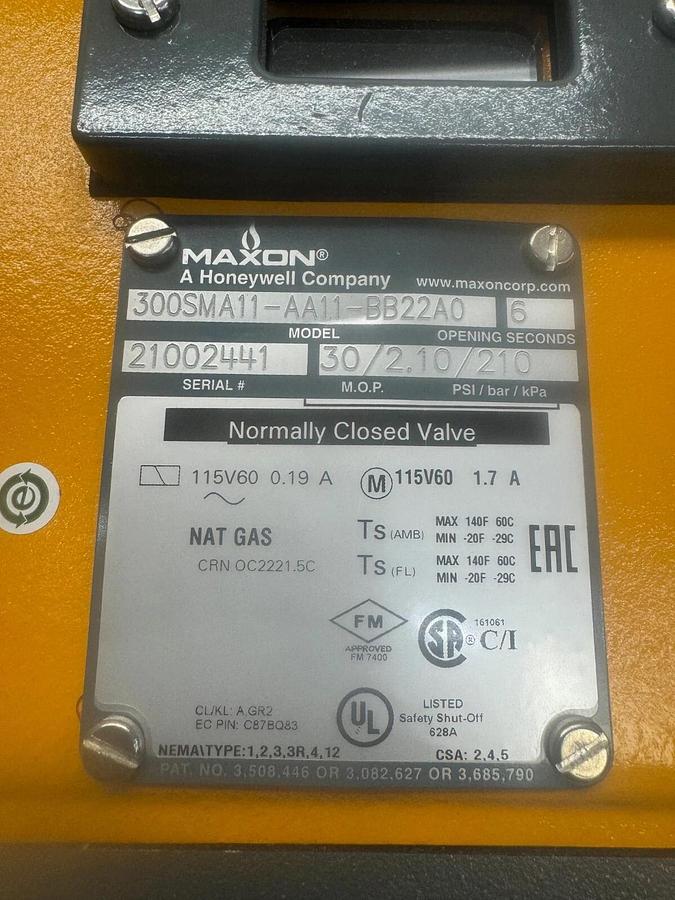 MAXON®
A Honeywell Company www.maxoncorp.com
300SMA11-AA11-BB22A0 6
MODEL OPENING SECONDS
21002441 30/2.10/210
SERIAL # M.O.P. PSI / bar / kPa
Normally Closed Valve
115V60 0.19 A M 115V60 1.7 A
NAT GAS Ts (AMB) MAX 140F 60C
MIN -20F -29C
CRN OC2221.5C Ts (FL) MAX 140F 60C
MIN -20F -29C
EAC
e
FM
APPROVED
FM 7400
SA ® 161061
C/I
CL/KL: A,GR2
EC PIN: C87BQ83
UL
LISTED
Safety Shut-Off
628A
NEMA\TYPE:1,2,3,3R,4,12 CSA: 2,4,5
PAT. NO. 3,508,446 OR 3,082,627 OR 3,685,790